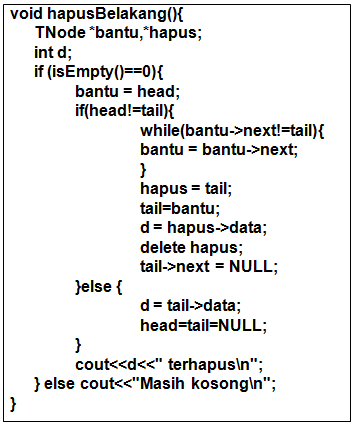 void hapusBelakang(){
TNode *bantu,*hapus;
int d;
if (isEmpty()==0){
bantu = head;
if(head!=tail){
while(bantu->next!=tail){
bantu = bantu->next;
}
hapus = tail;
tail=bantu;
d = hapus->data;
delete hapus;
tail->next = NULL;
}else {
d = tail->data;
head=tail=NULL;
}
cout<<d<<" terhapus\n";
} else cout<<"Masih kosong\n";
}